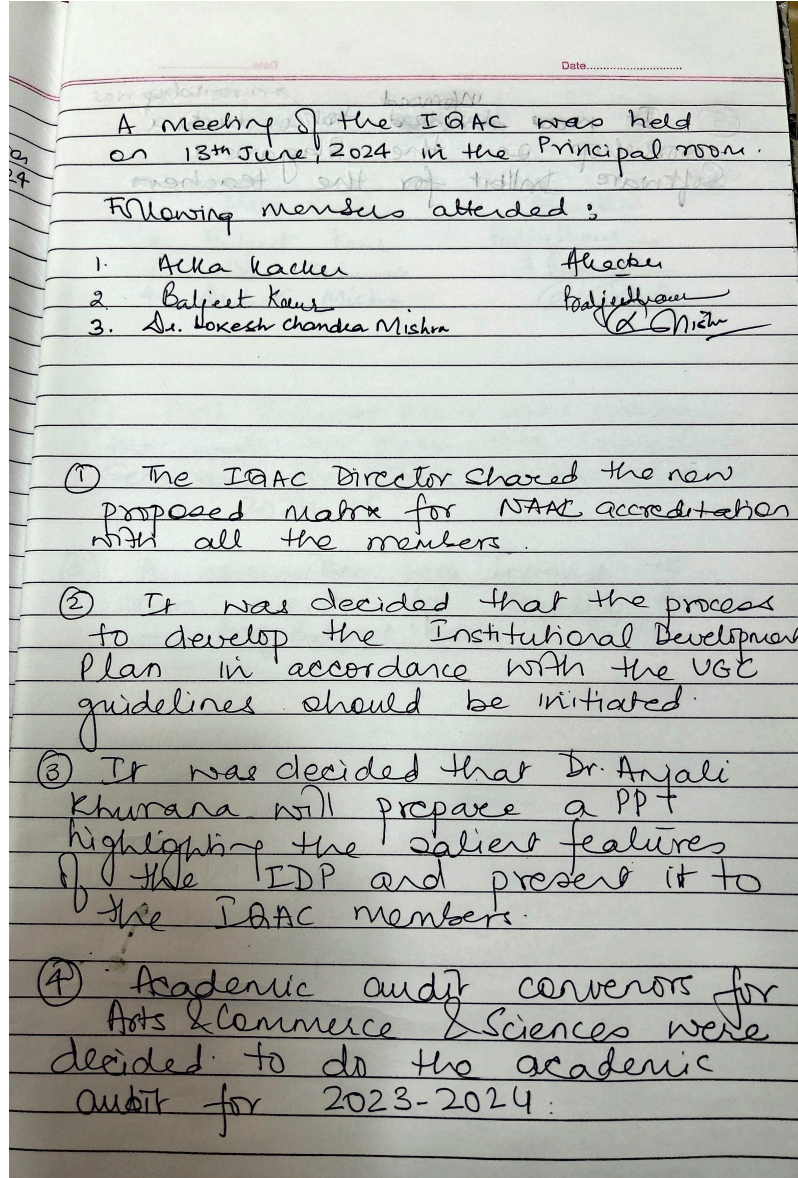 Date..............................
A meeting of the IQAC was held
on 13th June, 2024 in the Principal room.
Following members attended :
1. Alka Kacker Akacker
2 Baljeet Kaur Baljeetkaur
3. Dr. Lokesh Chandra Mishra
① The IQAC Director shared the new
proposed matrix for NAAC accreditation
with all the members.
② It was decided that the process
to develop the Institutional Development
Plan in accordance with the UGC
guidelines should be initiated.
③ It was decided that Dr. Anjali
Khurana will prepare a PPT
highlighting the salient features
of the IDP and present it to
the IQAC members.
④ Academic audit convenors for
Arts & Commerce & Sciences were
decided to do the academic
audit for 2023-2024.